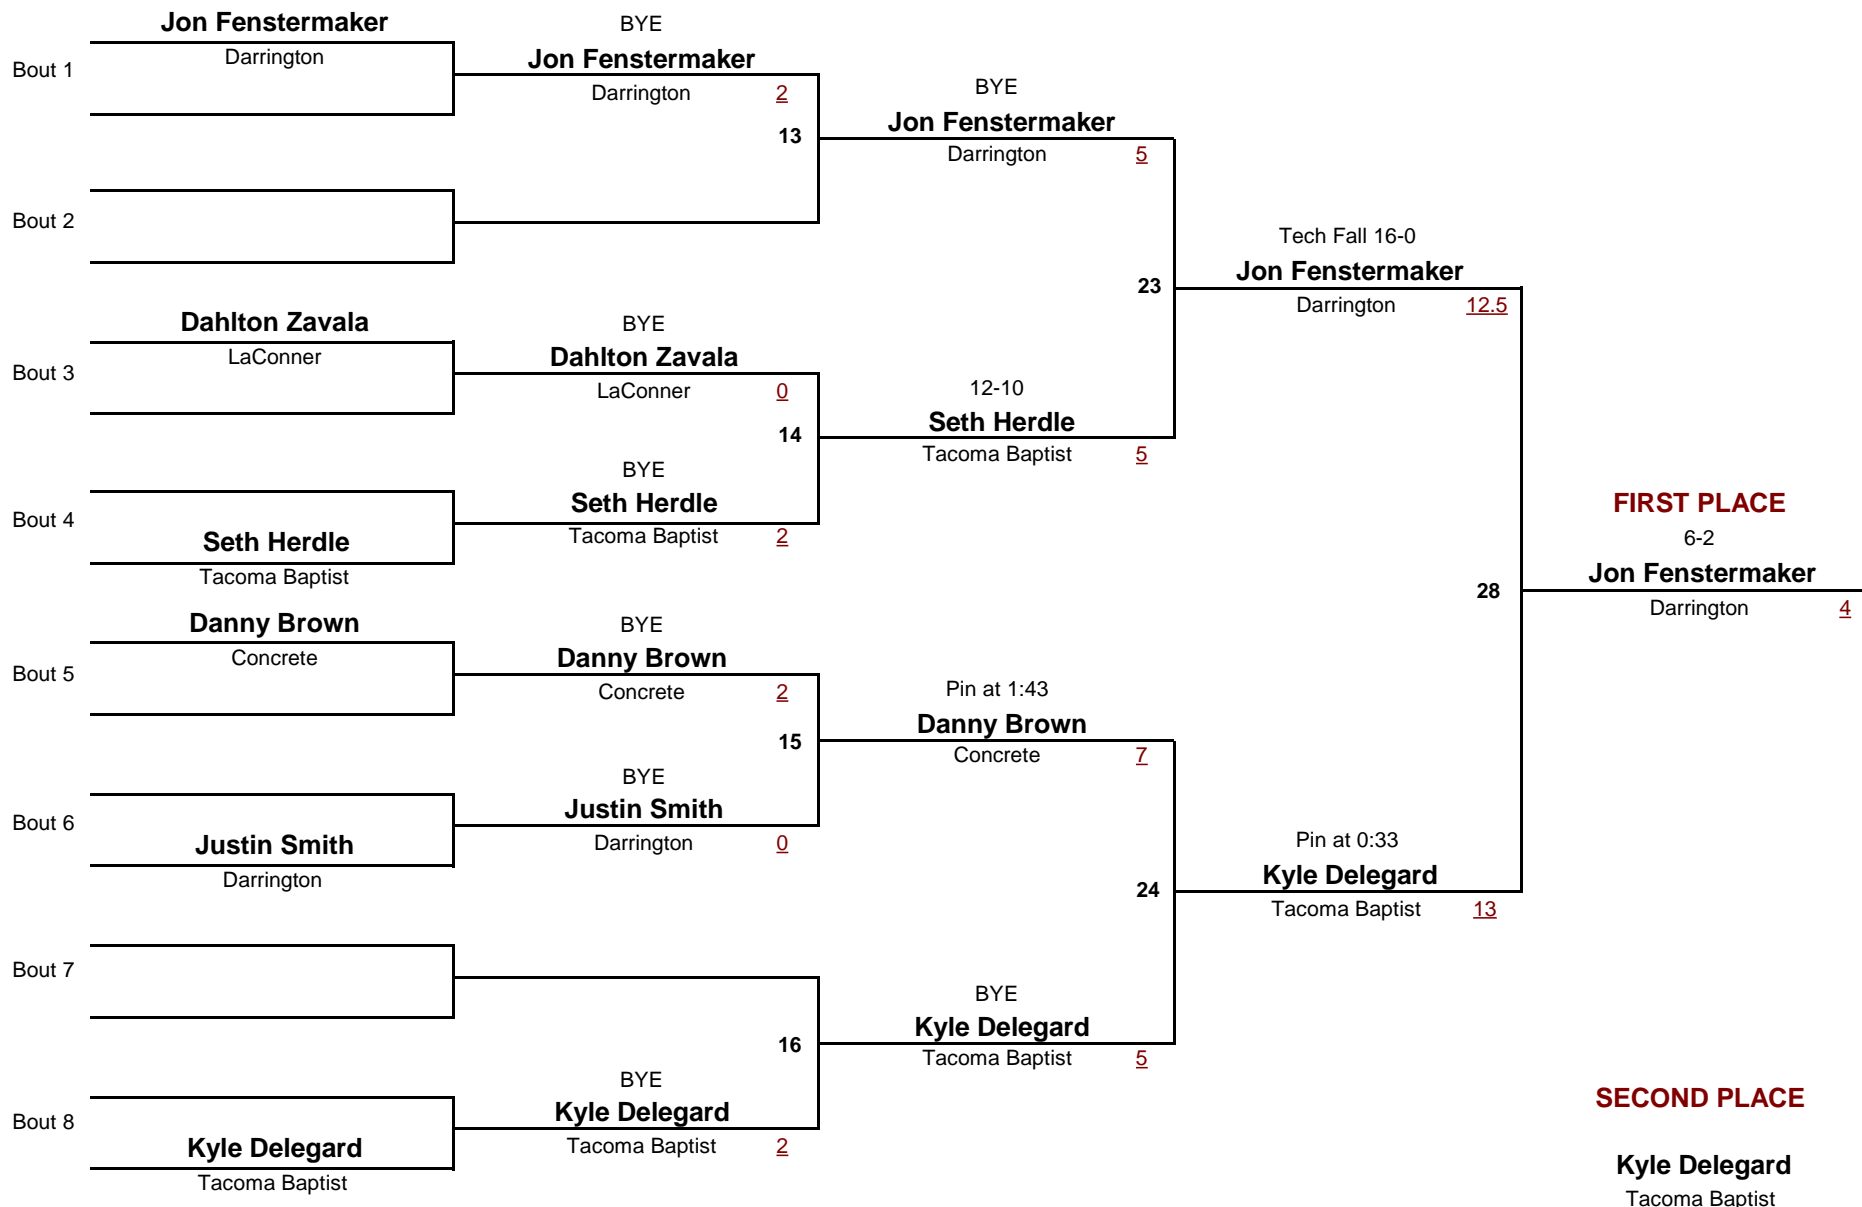 Jon Fenstermaker
Darrington
Bout 1
BYE
Jon Fenstermaker
Darrington 2
13
BYE
Jon Fenstermaker
Darrington 5
Bout 2
23
Tech Fall 16-0
Jon Fenstermaker
Darrington 12.5
Dahlton Zavala
LaConner
Bout 3
BYE
Dahlton Zavala
LaConner 0
14
12-10
Seth Herdle
Tacoma Baptist 5
Bout 4
Seth Herdle
Tacoma Baptist
BYE
Seth Herdle
Tacoma Baptist 2
FIRST PLACE
6-2
Jon Fenstermaker
Darrington 4
28
Danny Brown
Concrete
Bout 5
BYE
Danny Brown
Concrete 2
15
Pin at 1:43
Danny Brown
Concrete 7
Bout 6
Justin Smith
Darrington
BYE
Justin Smith
Darrington 0
24
Pin at 0:33
Kyle Delegard
Tacoma Baptist 13
Bout 7
16
BYE
Kyle Delegard
Tacoma Baptist 5
Bout 8
Kyle Delegard
Tacoma Baptist
BYE
Kyle Delegard
Tacoma Baptist 2
SECOND PLACE
Kyle Delegard
Tacoma Baptist